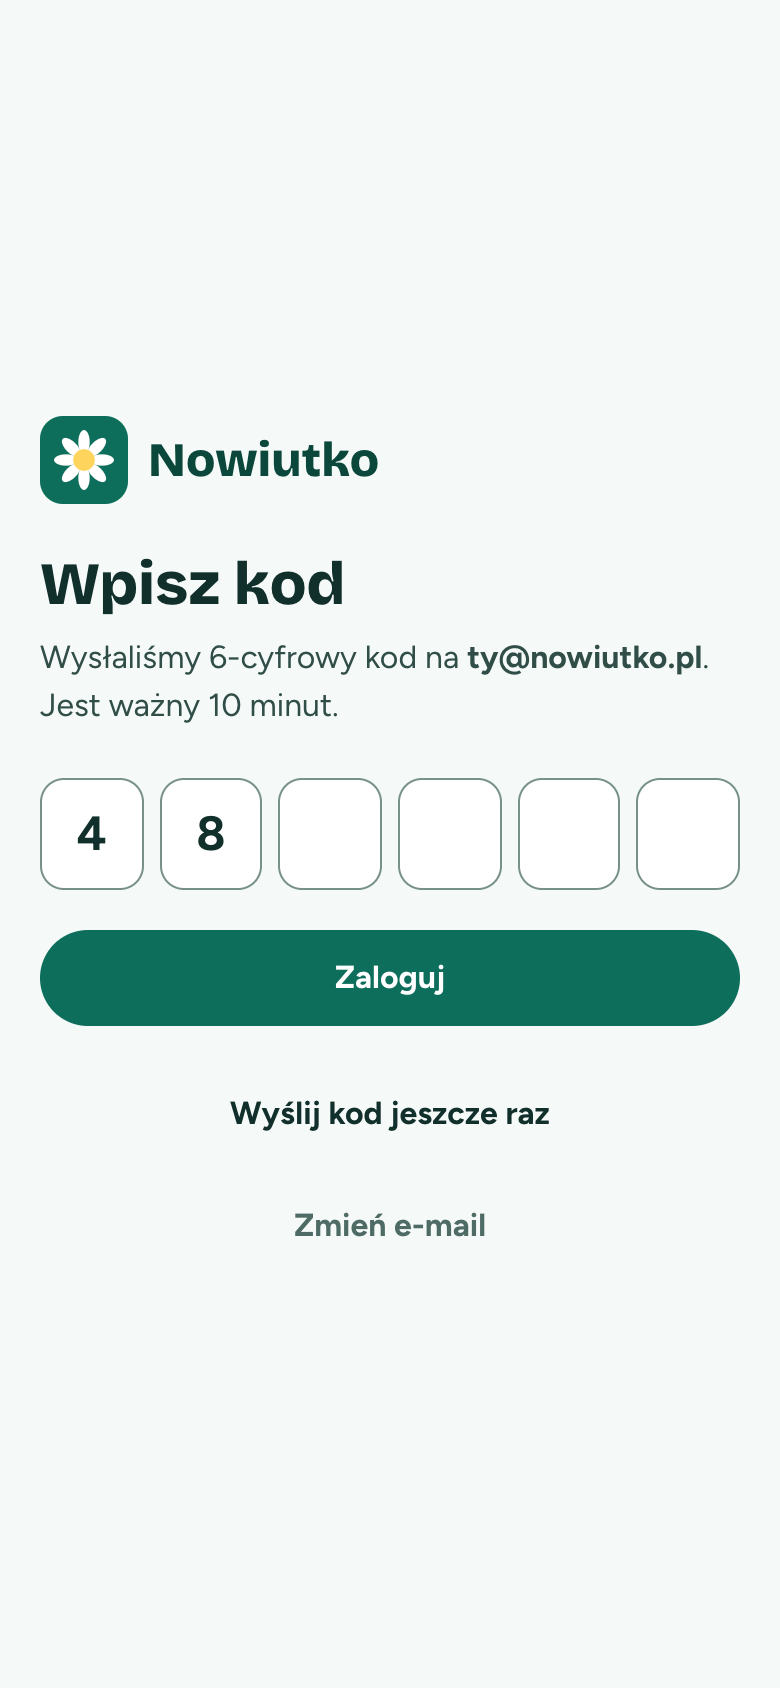 Nowiutko
Wpisz kod
Wysłaliśmy 6-cyfrowy kod na ty@nowiutko.pl.
Jest ważny 10 minut.
4 8
Zaloguj
Wyślij kod jeszcze raz
Zmień e-mail